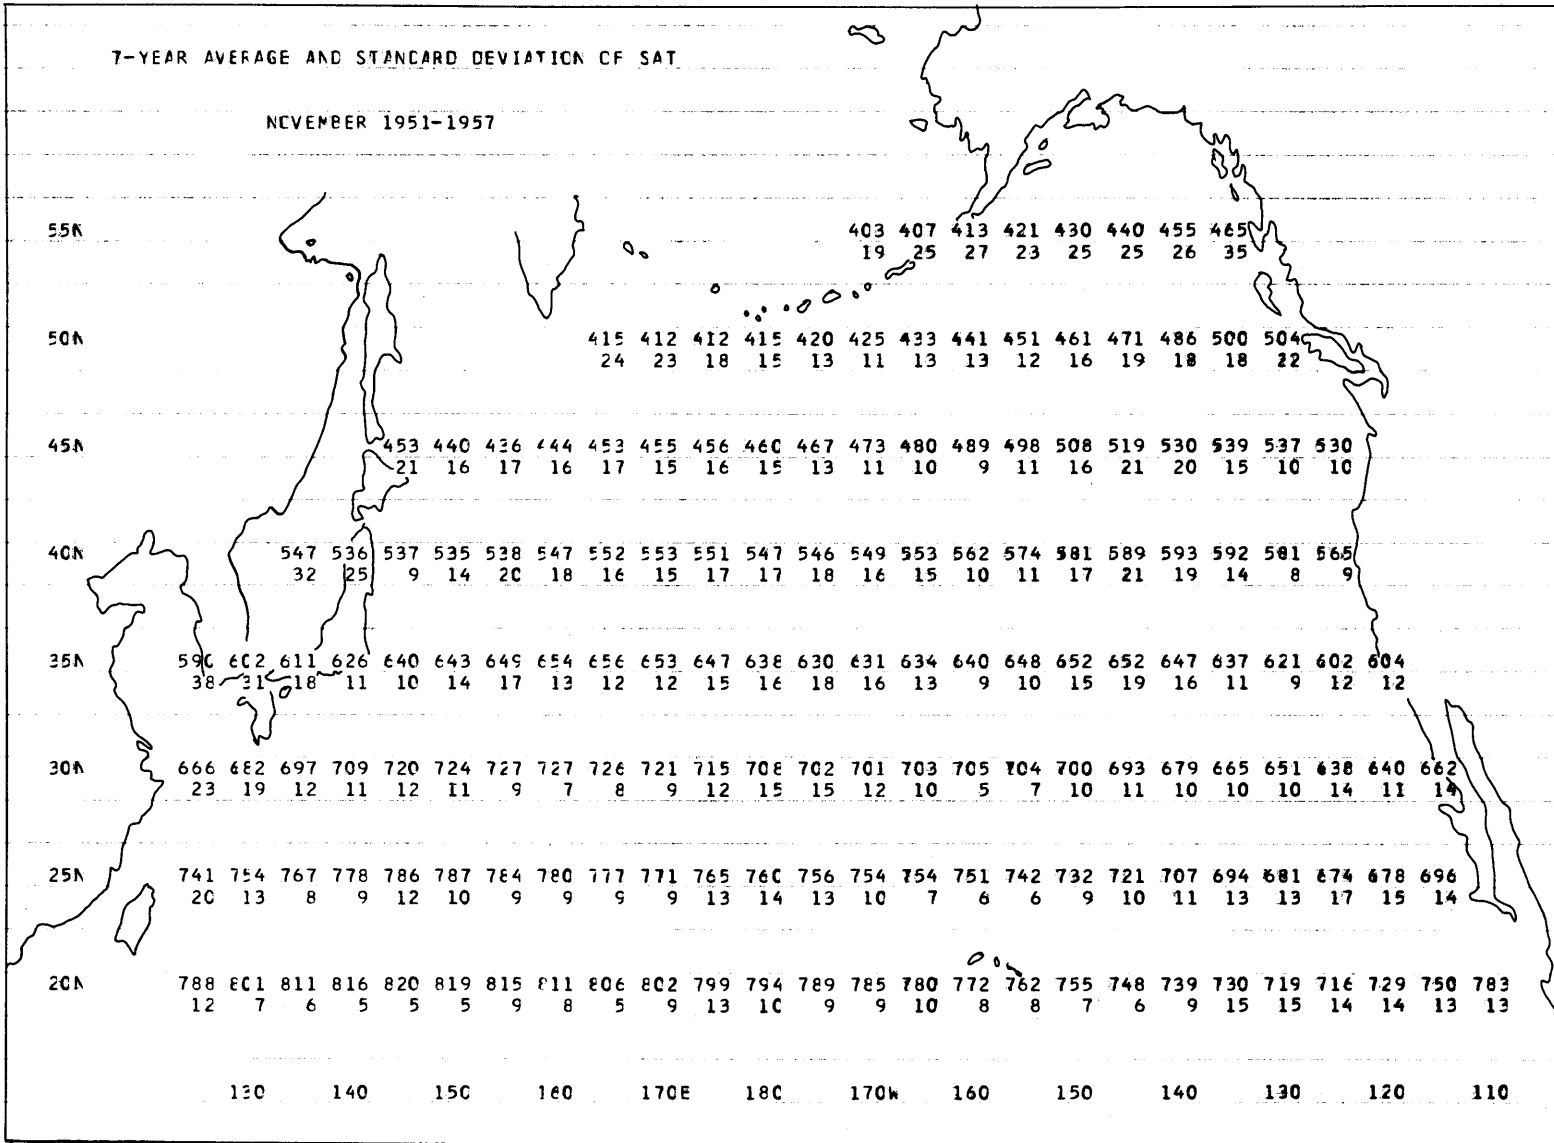 7-YEAR AVERAGE AND STANDARD DEVIATION OF SAT
NOVEMBER 1951-1957
55N 403 407 413 421 430 440 455 465
19 25 27 23 25 25 26 35
50N 415 412 412 415 420 425 433 441 451 461 471 486 500 504
24 23 18 15 13 11 13 13 12 16 19 18 18 22
45N 453 440 436 444 453 455 456 460 467 473 480 489 498 508 519 530 539 537 530
21 16 17 16 17 15 16 15 13 11 10 9 11 16 21 20 15 10 10
40N 547 536 537 535 538 547 552 553 551 547 546 549 553 562 574 581 589 593 592 581 565
32 25 9 14 20 18 16 15 17 17 18 16 15 10 11 17 21 19 14 8 9
35N 590 602 611 626 640 643 649 654 656 653 647 638 630 631 634 640 648 652 652 647 637 621 602 604
38 31 18 11 10 14 17 13 12 12 15 16 18 16 13 9 10 15 19 16 11 9 12 12
30N 666 682 697 709 720 724 727 727 726 721 715 708 702 701 703 705 704 700 693 679 665 651 638 640 662
23 19 12 11 12 11 9 7 8 9 12 15 15 12 10 5 7 10 11 10 10 10 14 11 14
25N 741 754 767 778 786 787 784 780 777 771 765 760 756 754 754 751 742 732 721 707 694 681 674 678 696
20 13 8 9 12 10 9 9 9 9 13 14 13 10 7 6 6 9 10 11 13 13 17 15 14
20N 788 801 811 816 820 819 815 811 806 802 799 794 789 785 780 772 762 755 748 739 730 719 716 729 750 783
12 7 6 5 5 5 9 8 5 9 13 10 9 9 10 8 8 7 6 9 15 15 14 14 13 13
130 140 150 160 170E 180 170W 160 150 140 130 120 110